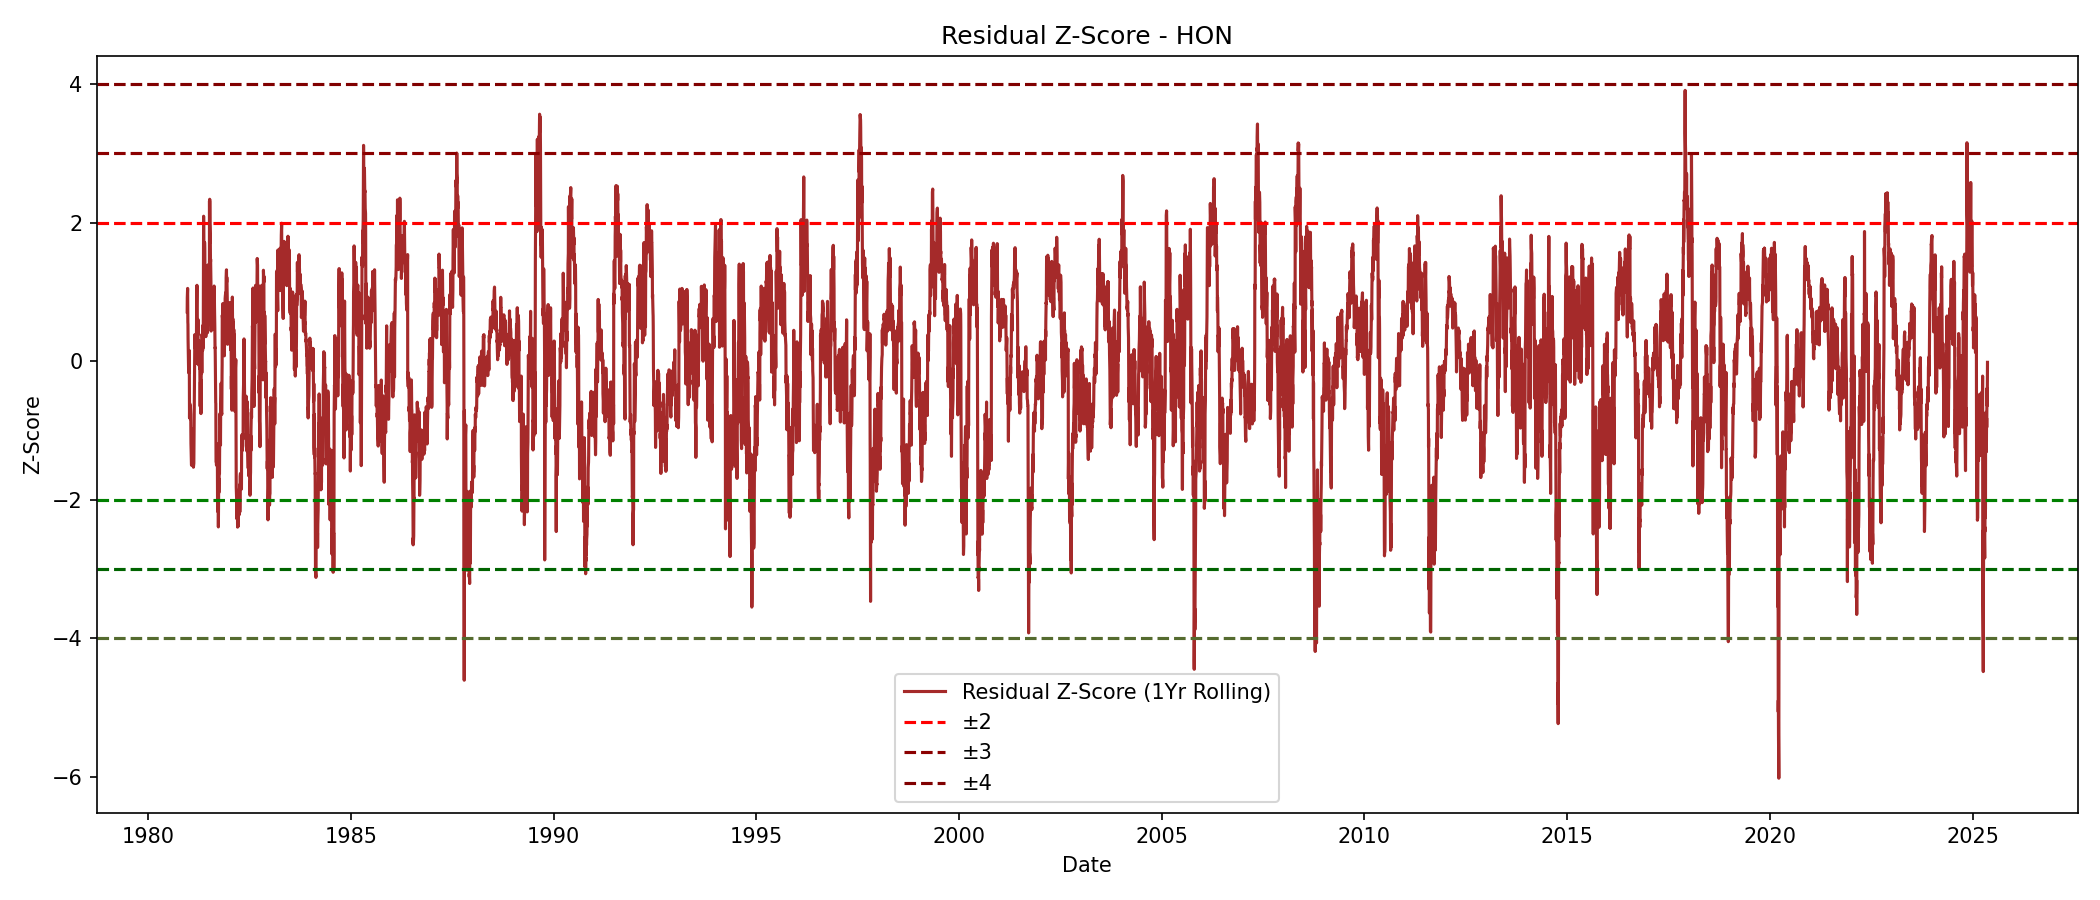 Residual Z-Score - HON
Z-Score
4
2
0
−2
−4
−6
Residual Z-Score (1Yr Rolling)
±2
±3
±4
1980 1985 1990 1995 2000 2005 2010 2015 2020 2025
Date